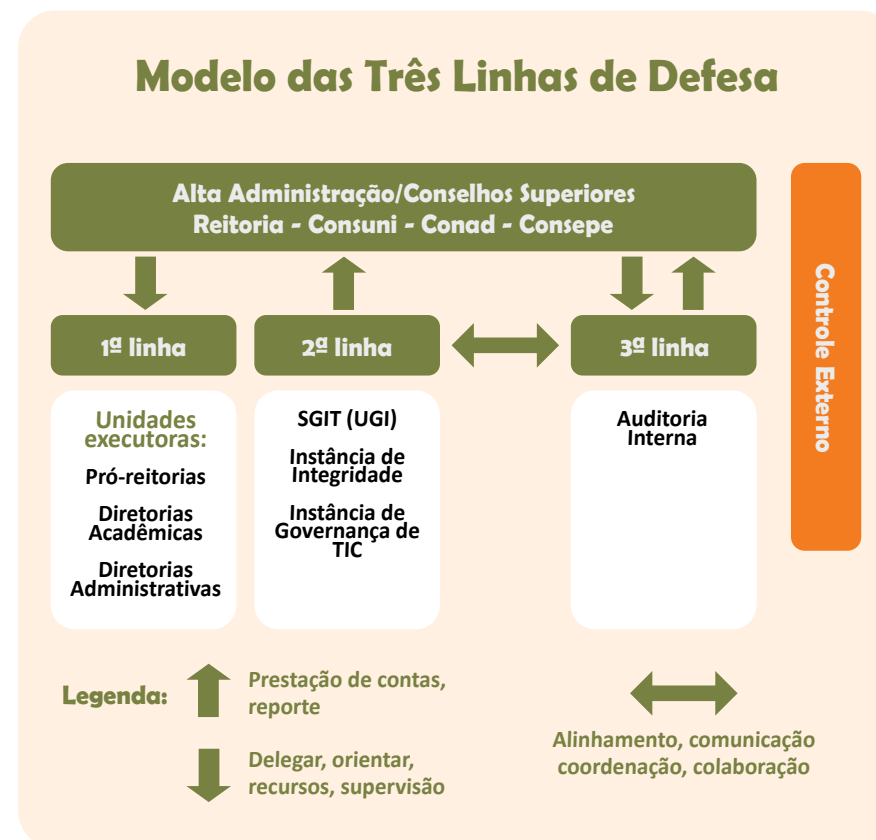 Modelo das Três Linhas de Defesa
Alta Administração/Conselhos Superiores
Reitoria - Consuni - Conad - Consepe
Controle Externo
1ª linha
2ª linha
3ª linha
Unidades
executoras:
Pró-reitorias
Diretorias
Acadêmicas
Diretorias
Administrativas
SGIT (UGI)
Instância de
Integridade
Instância de
Governança de
TIC
Auditoria
Interna
Legenda:
Prestação de contas,
reporte
Delegar, orientar,
recursos, supervisão
Alinhamento, comunicação
coordenação, colaboração